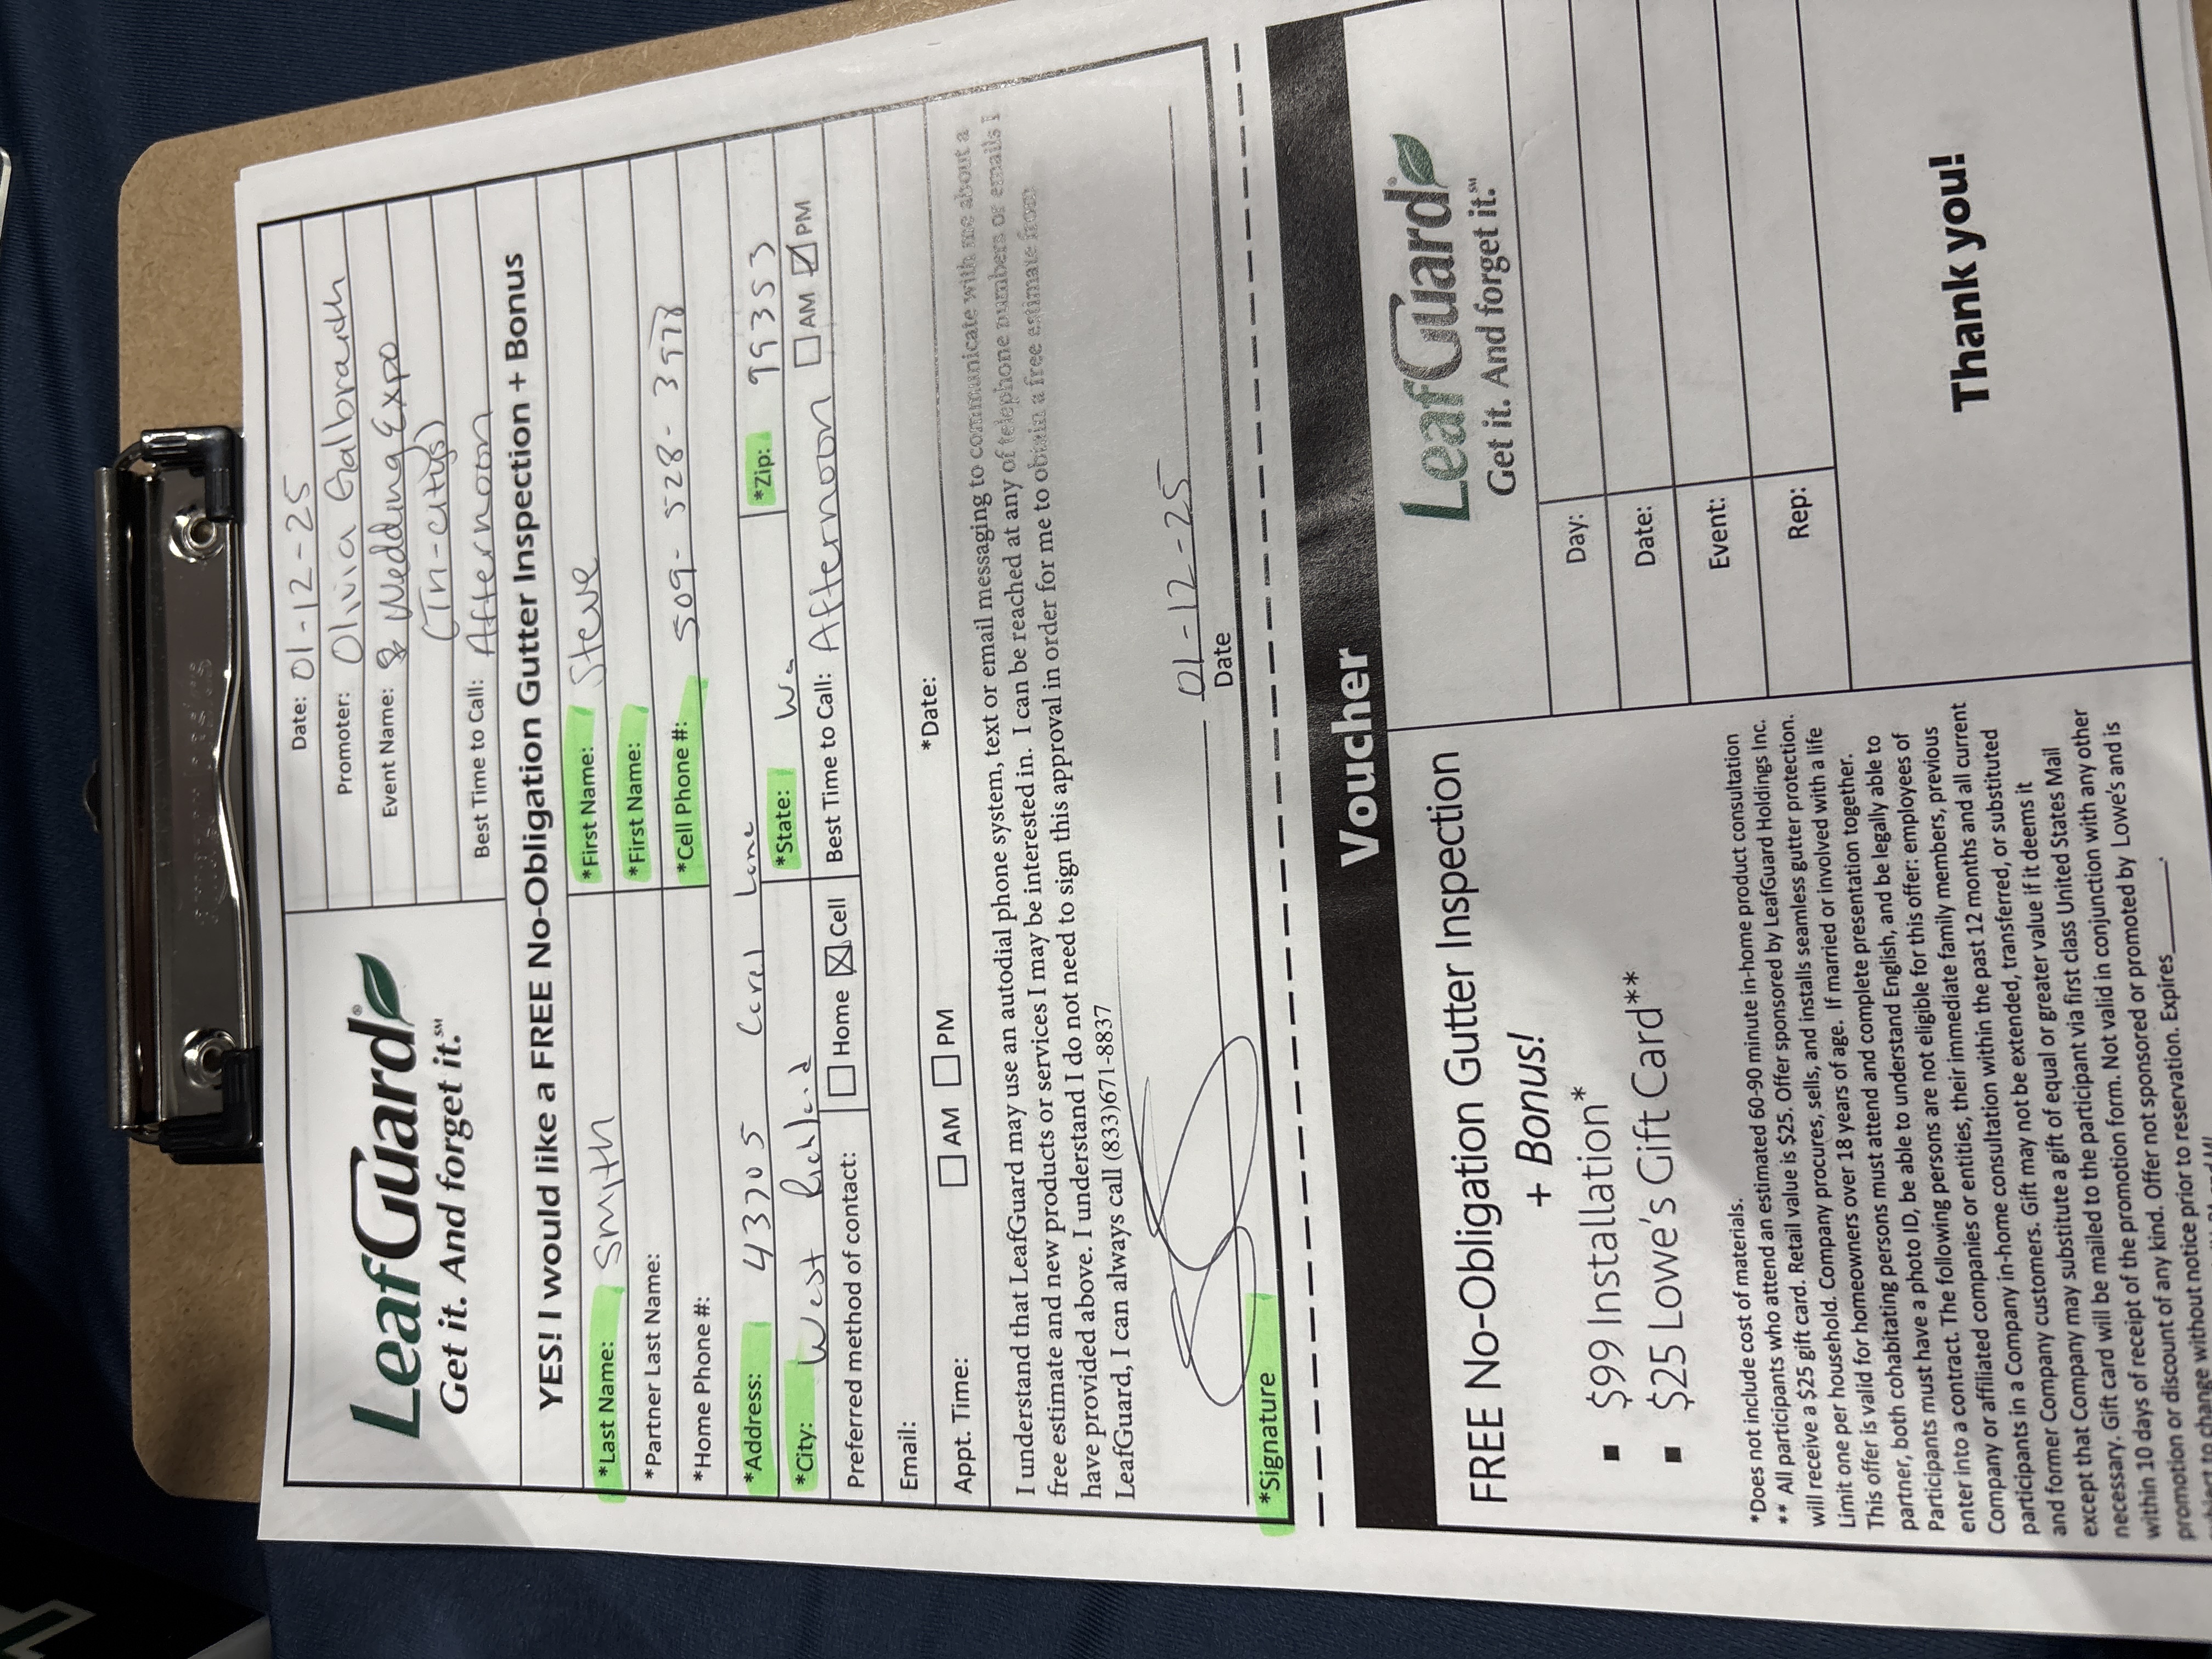 amazonbasics
LeafGuard®
Get it. And forget it.℠
Date: 01-12-25
Promoter: Olivia Galbraith
Event Name: Wedding Expo
(Tri-citys)
Best Time to Call: Afternoon
YES! I would like a FREE No-Obligation Gutter Inspection + Bonus
*Last Name: Smith *First Name: Steve
*Partner Last Name: *First Name:
*Home Phone #: *Cell Phone #: 509-528-3978
*Address: 43705 Corel Lane *Zip: 99353
*City: West Richland *State: Wa
Preferred method of contact: Home Cell Best Time to Call: Afternoon AM PM
Email:
Appt. Time: AM PM *Date:
I understand that LeafGuard may use an autodial phone system, text or email messaging to communicate with me about a
free estimate and new products or services I may be interested in. I can be reached at any of telephone numbers or emails I
have provided above. I understand I do not need to sign this approval in order for me to obtain a free estimate from
LeafGuard, I can always call (833)671-8837
01-12-25
*Signature Date
Voucher
FREE No-Obligation Gutter Inspection
+ Bonus!
▪ $99 Installation*
▪ $25 Lowe's Gift Card**
*Does not include cost of materials.
** All participants who attend an estimated 60-90 minute in-home product consultation
will receive a $25 gift card. Retail value is $25. Offer sponsored by LeafGuard Holdings Inc.
Limit one per household. Company procures, sells, and installs seamless gutter protection.
This offer is valid for homeowners over 18 years of age. If married or involved with a life
partner, both cohabitating persons must attend and complete presentation together.
Participants must have a photo ID, be able to understand English, and be legally able to
enter into a contract. The following persons are not eligible for this offer: employees of
Company or affiliated companies or entities, their immediate family members, previous
participants in a Company in-home consultation within the past 12 months and all current
and former Company customers. Gift may not be extended, transferred, or substituted
except that Company may substitute a gift of equal or greater value if it deems it
necessary. Gift card will be mailed to the participant via first class United States Mail
within 10 days of receipt of the promotion form. Not valid in conjunction with any other
promotion or discount of any kind. Offer not sponsored or promoted by Lowe's and is
subject to change without notice prior to reservation. Expires________.
LeafGuard®
Get it. And forget it.℠
Day:
Date:
Event:
Rep:
Thank you!